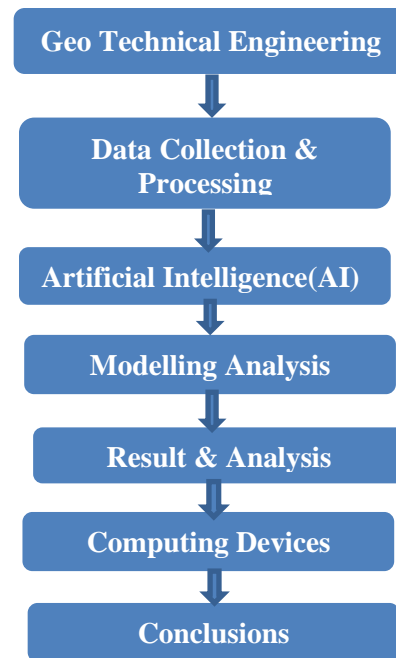 Geo Technical Engineering
Data Collection &
Processing
Artificial Intelligence(AI)
Modelling Analysis
Result & Analysis
Computing Devices
Conclusions